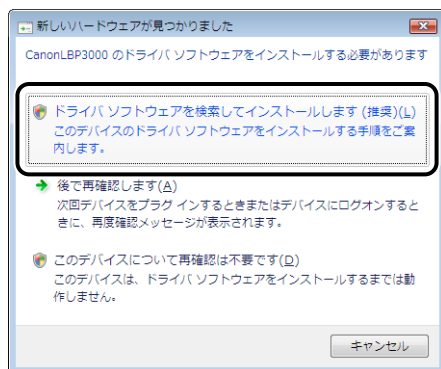 新しいハードウェアが見つかりました
CanonLBP3000 のドライバ ソフトウェアをインストールする必要があります
ドライバ ソフトウェアを検索してインストールします (推奨)(L)
このデバイスのドライバ ソフトウェアをインストールする手順をご案
内します。
後で再確認します(A)
次回デバイスをプラグ インするときまたはデバイスにログオンすると
きに、再度確認メッセージが表示されます。
このデバイスについて再確認は不要です(D)
このデバイスは、ドライバ ソフトウェアをインストールするまでは動
作しません。
キャンセル